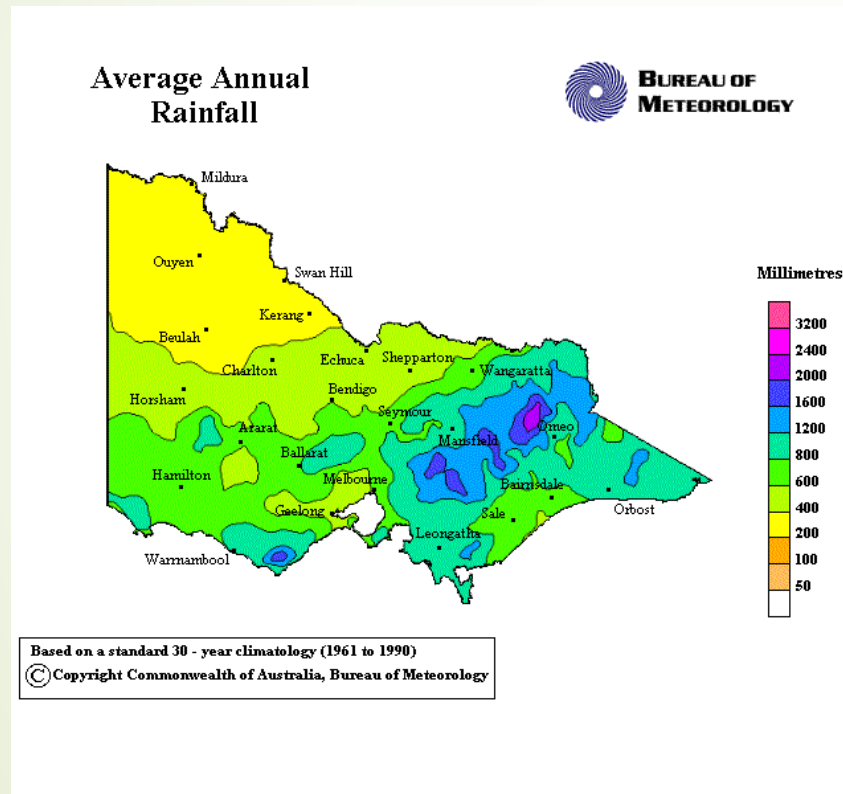 Average Annual
Rainfall
BUREAU OF
METEOROLOGY
Mildura
Ouyen
Swan Hill
Millimetres
Kerang
3200
Beulah
2400
Echuca
Shepparton
Charlton
Wangaratta
2000
Bendigo
Horsham
1600
Seymour
Ararat
Omeo
1200
Mansfield
Ballarat
800
Hamilton
Melbourne
Bairnsdale
600
Geelong
Sale
Orbost
400
Leongatha
200
Warrnambool
100
50
Based on a standard 30 - year climatology (1961 to 1990)
© Copyright Commonwealth of Australia, Bureau of Meteorology